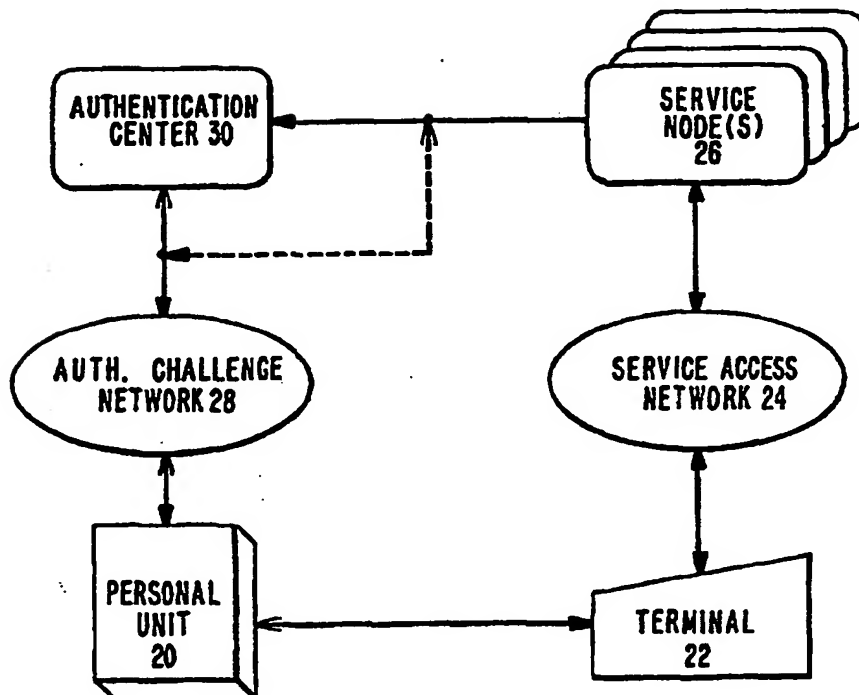 AUTHENTICATION
CENTER 30
SERVICE
NODE(S)
26
AUTH. CHALLENGE
NETWORK 28
SERVICE ACCESS
NETWORK 24
PERSONAL
UNIT
20
TERMINAL
22